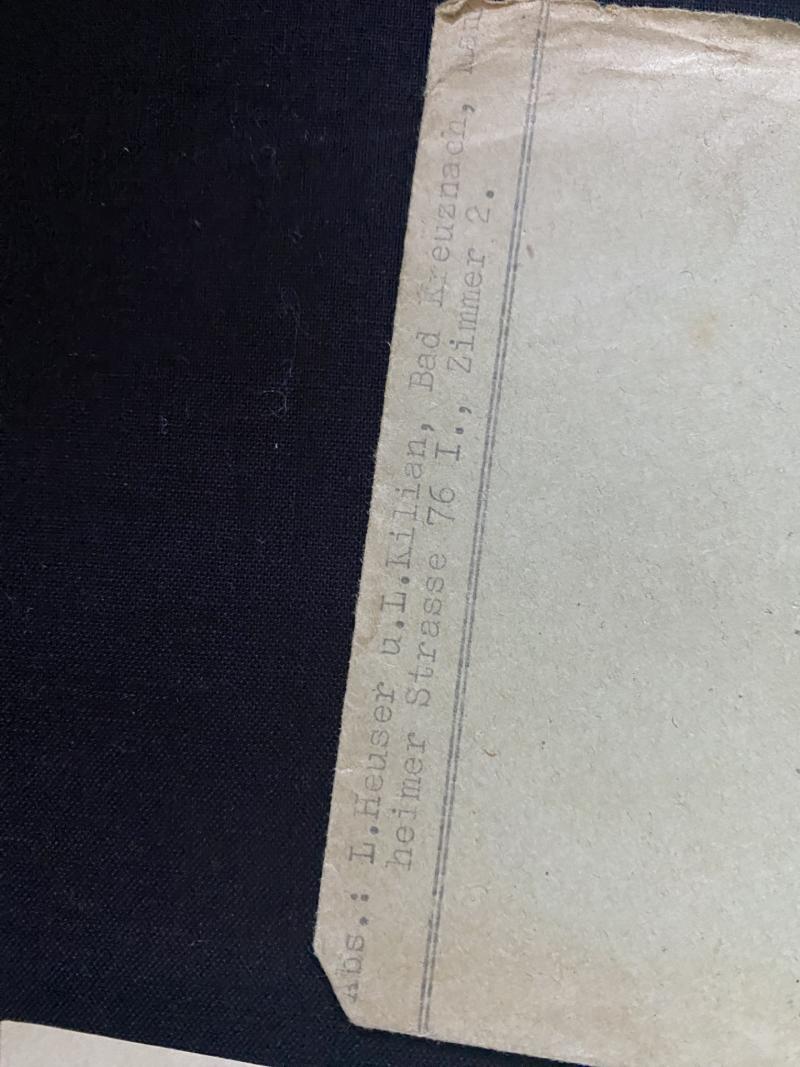 Abs.: L.Heuser u.L.Kilian, Bad Kreuznach,
heimer Strasse 76 I., Zimmer 2.